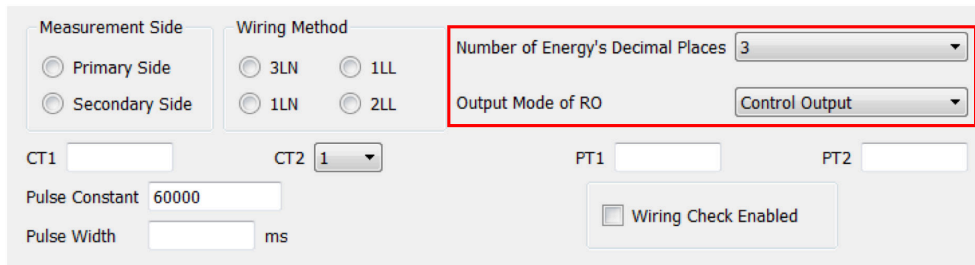 Measurement Side
Primary Side
Secondary Side
Wiring Method
3LN 1LL
1LN 2LL
Number of Energy's Decimal Places 3
Output Mode of RO Control Output
CT1 CT2 1 PT1 PT2
Pulse Constant 60000
Pulse Width ms
Wiring Check Enabled